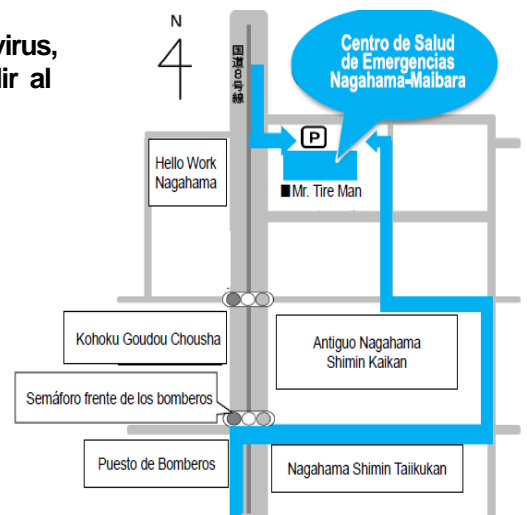 virus,
dir al
N
国道8号線
Centro de Salud
de Emergencias
Nagahama-Maibara
P
Hello Work
Nagahama
■Mr. Tire Man
Kohoku Goudou Chousha
Antiguo Nagahama
Shimin Kaikan
Semáforo frente de los bomberos
Puesto de Bomberos
Nagahama Shimin Taiikukan